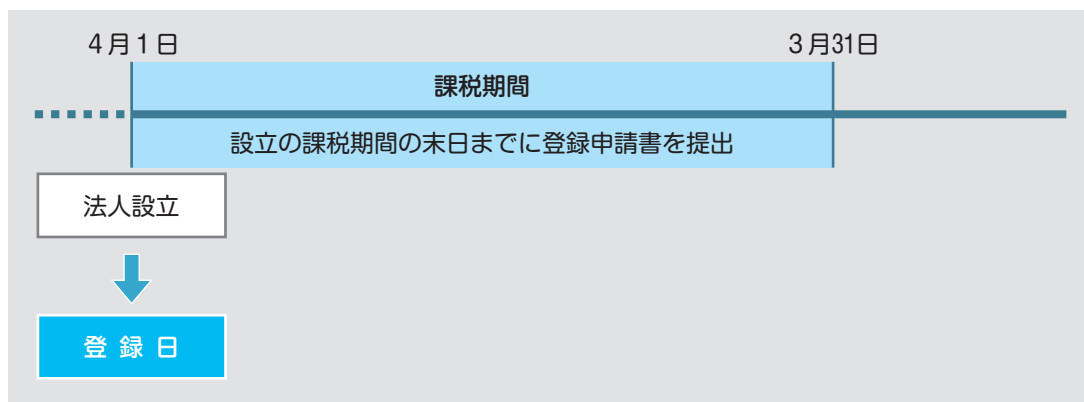 4月1日
3月31日
課税期間
設立の課税期間の末日までに登録申請書を提出
法人設立
登録日